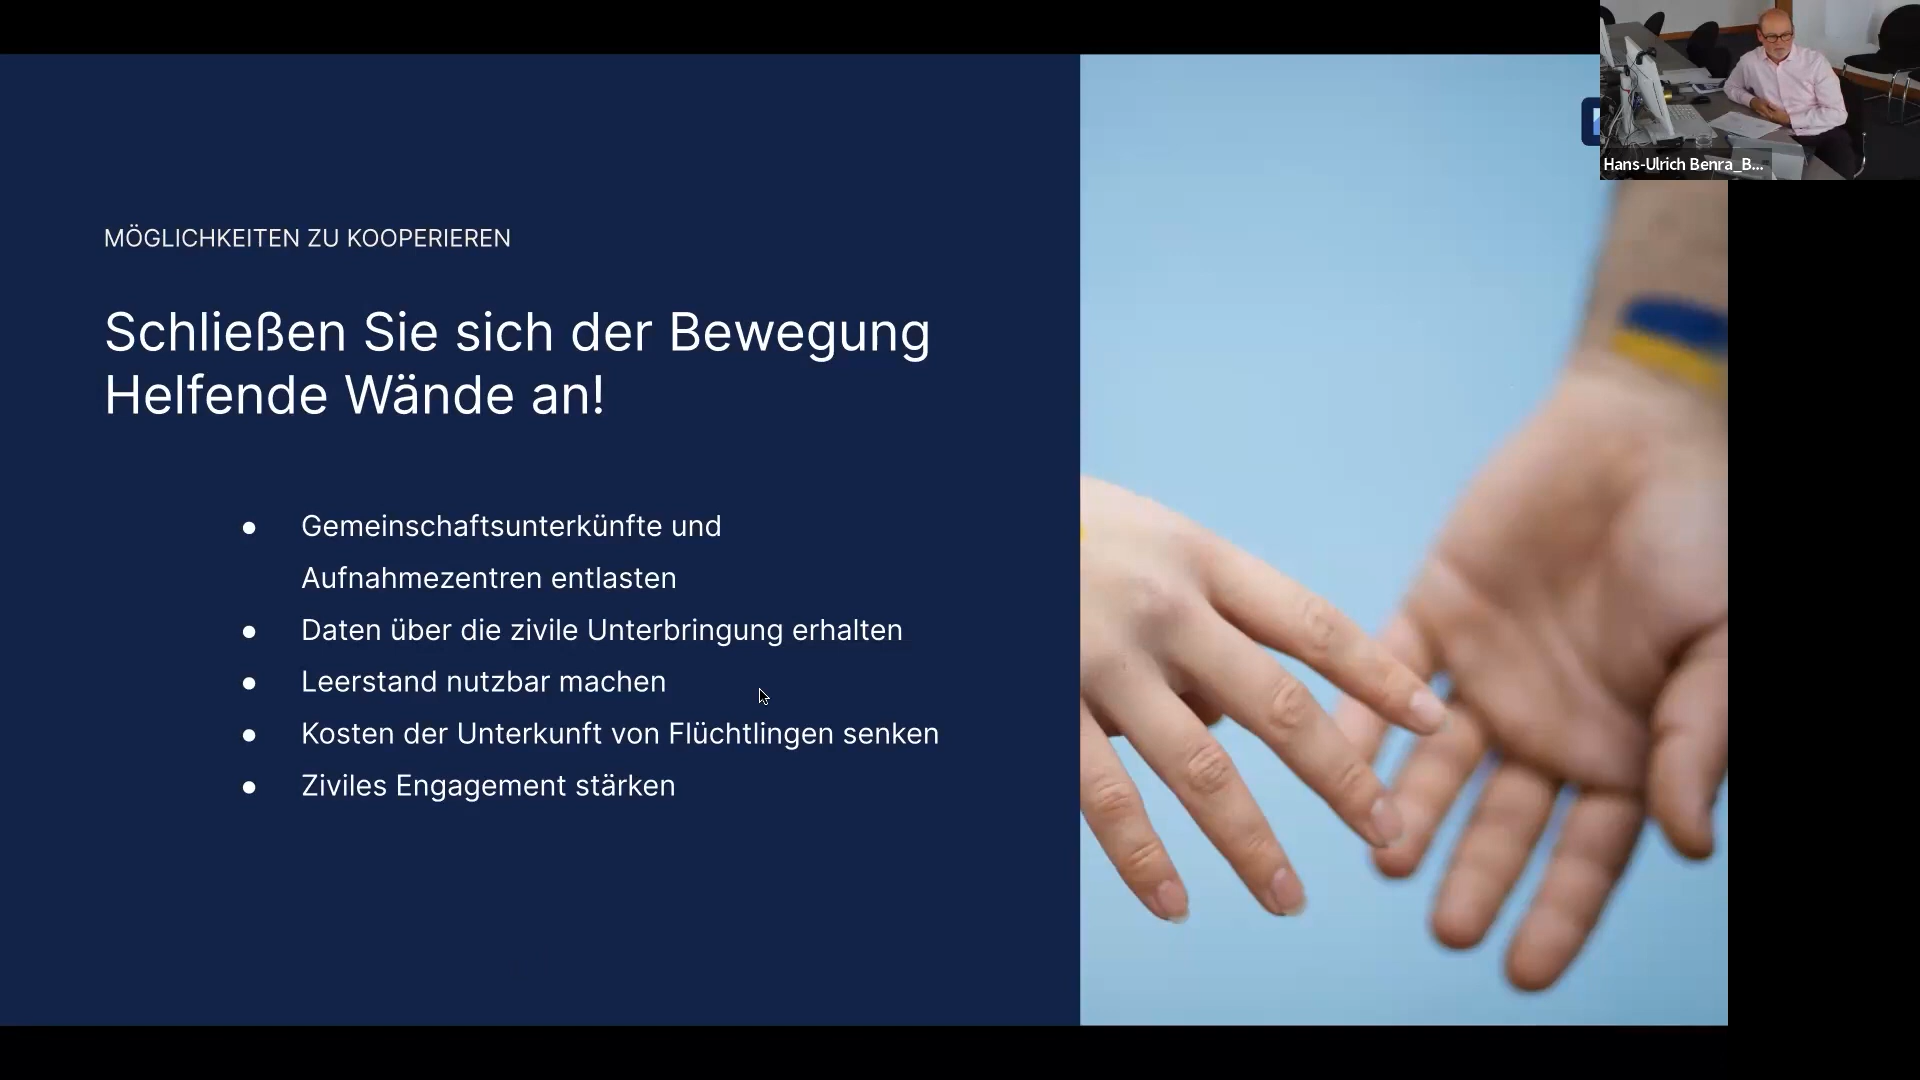 Hans-Ulrich Benra_B...
MÖGLICHKEITEN ZU KOOPERIEREN
Schließen Sie sich der Bewegung
Helfende Wände an!
● Gemeinschaftsunterkünfte und
Aufnahmezentren entlasten
● Daten über die zivile Unterbringung erhalten
● Leerstand nutzbar machen
● Kosten der Unterkunft von Flüchtlingen senken
● Ziviles Engagement stärken